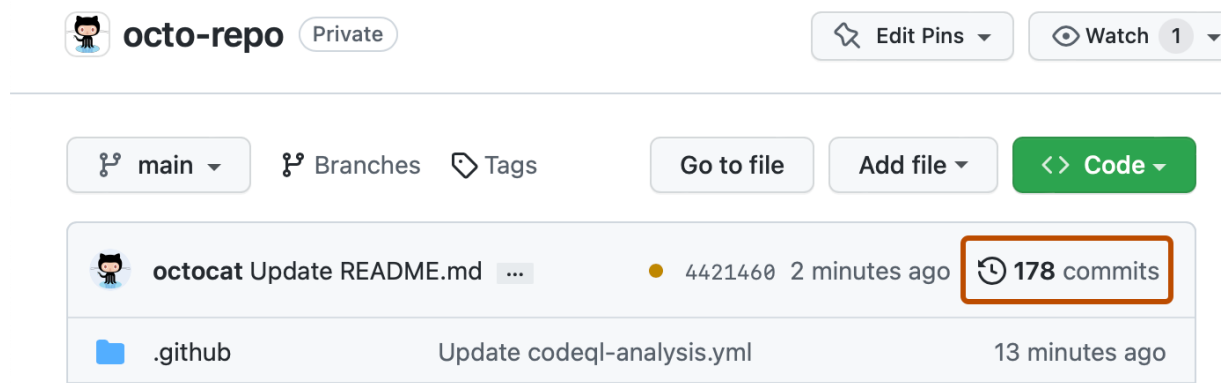 octo-repo Private Edit Pins Watch 1
main Branches Tags Go to file Add file <> Code
octocat Update README.md ... 4421460 2 minutes ago 178 commits
.github Update codeql-analysis.yml 13 minutes ago